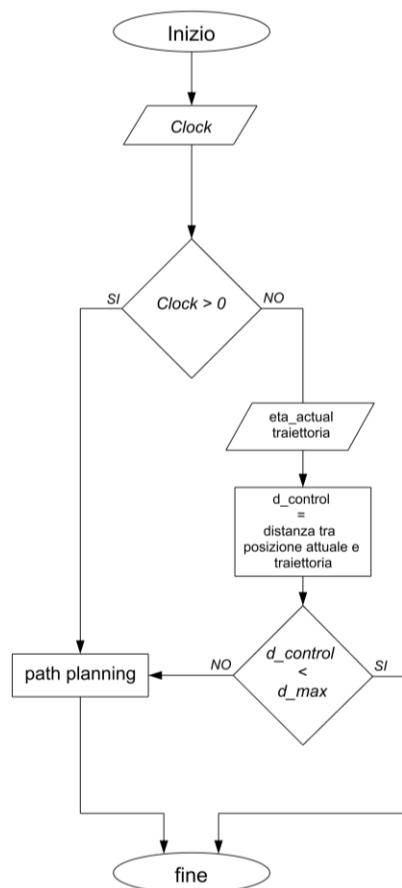 Inizio
Clock
Clock > 0
SI
NO
eta_actual
traiettoria
d_control
=
distanza tra
posizione attuale e
traiettoria
d_control
<
d_max
NO
SI
path planning
fine